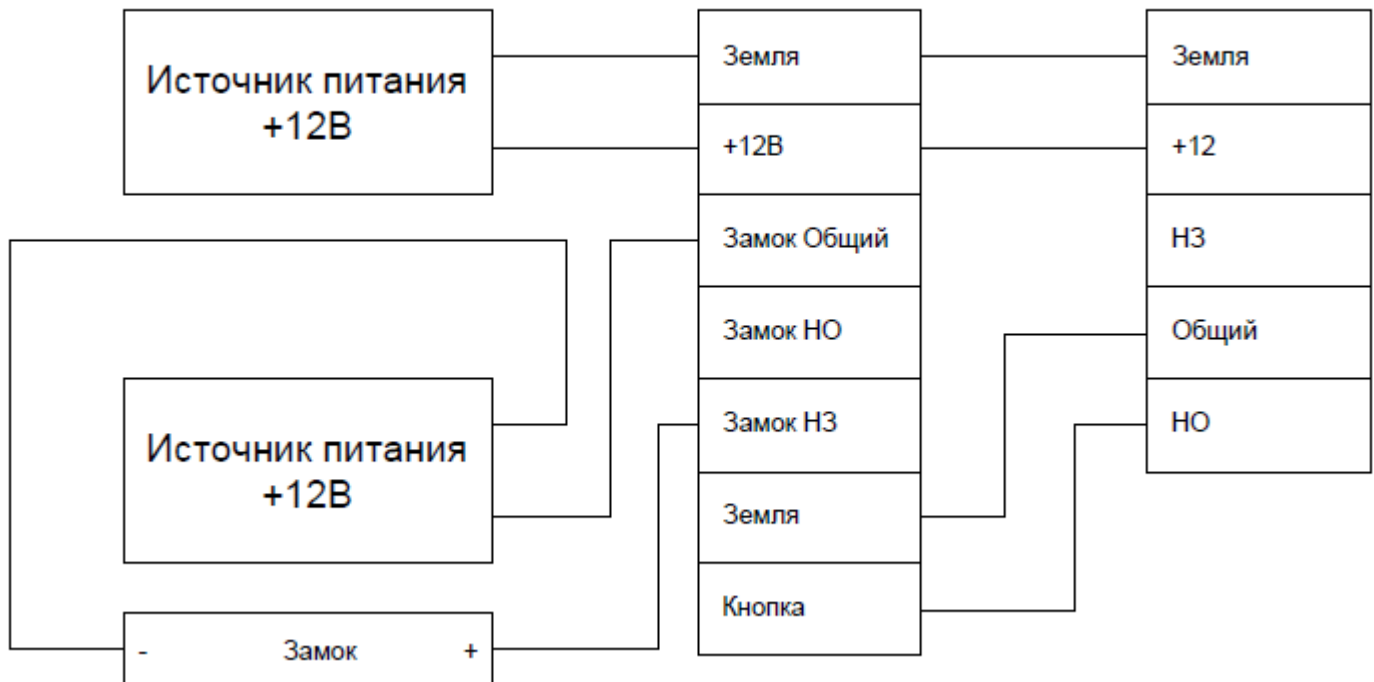 Источник питания
+12В
Источник питания
+12В
- Замок +
Земля
+12В
Замок Общий
Замок НО
Замок НЗ
Земля
Кнопка
Земля
+12
НЗ
Общий
НО